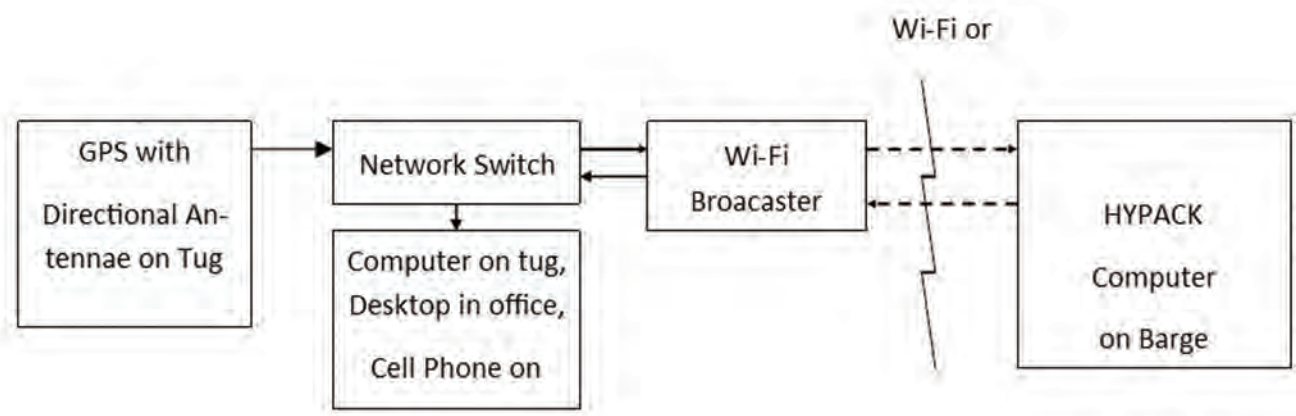 Wi-Fi or
GPS with
Directional An-
tennae on Tug
Network Switch
Computer on tug,
Desktop in office,
Cell Phone on
Wi-Fi
Broacaster
HYPACK
Computer
on Barge